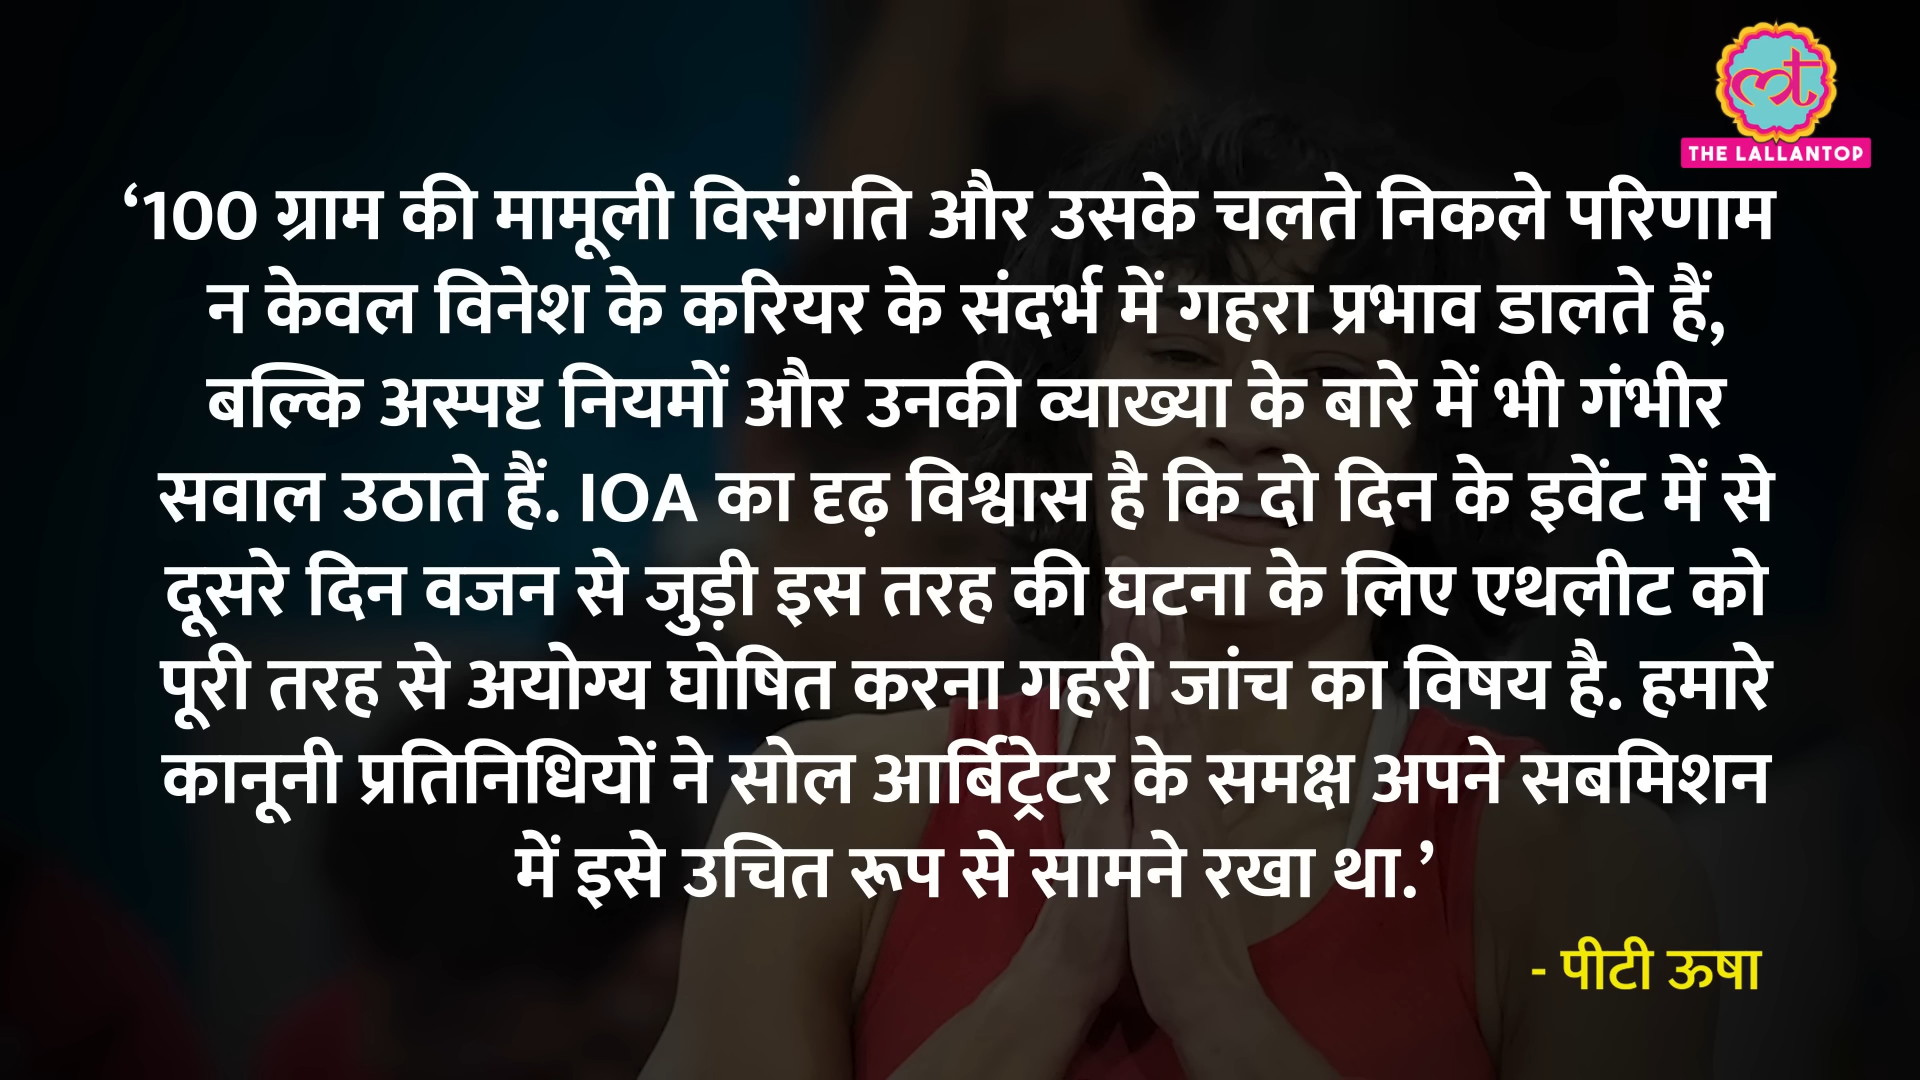 THE LALLANTOP
‘100 ग्राम की मामूली विसंगति और उसके चलते निकले परिणाम
न केवल विनेश के करियर के संदर्भ में गहरा प्रभाव डालते हैं,
बल्कि अस्पष्ट नियमों और उनकी व्याख्या के बारे में भी गंभीर
सवाल उठाते हैं. IOA का दृढ़ विश्वास है कि दो दिन के इवेंट में से
दूसरे दिन वजन से जुड़ी इस तरह की घटना के लिए एथलीट को
पूरी तरह से अयोग्य घोषित करना गहरी जांच का विषय है. हमारे
कानूनी प्रतिनिधियों ने सोल आर्बिट्रेटर के समक्ष अपने सबमिशन
में इसे उचित रूप से सामने रखा था.’
- पीटी ऊषा